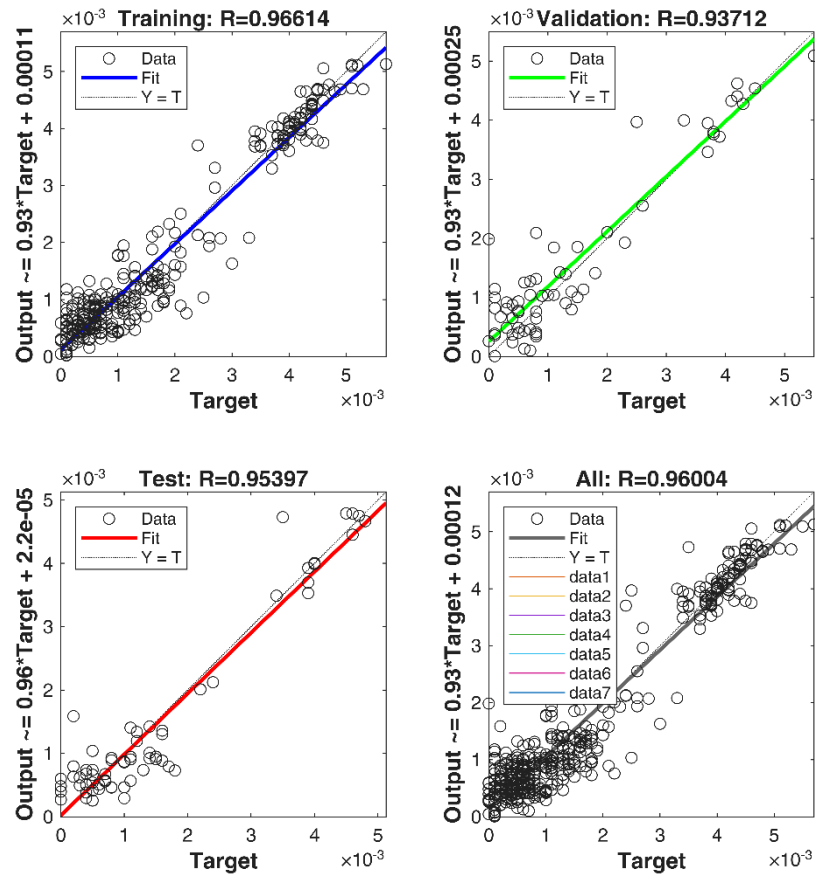 ×10⁻³ Training: R=0.96614
Output ~= 0.93*Target + 0.00011
Data
Fit
Y = T
5
4
3
2
1
0
0 1 2 3 4 5
Target
×10⁻³
×10⁻³ Validation: R=0.93712
Output ~= 0.93*Target + 0.00025
Data
Fit
Y = T
5
4
3
2
1
0
0 1 2 3 4 5
Target
×10⁻³
×10⁻³ Test: R=0.95397
Output ~= 0.96*Target + 2.2e-05
Data
Fit
Y = T
5
4
3
2
1
0
0 1 2 3 4 5
Target
×10⁻³
×10⁻³ All: R=0.96004
Output ~= 0.93*Target + 0.00012
Data
Fit
Y = T
data1
data2
data3
data4
data5
data6
data7
5
4
3
2
1
0
0 1 2 3 4 5
Target
×10⁻³